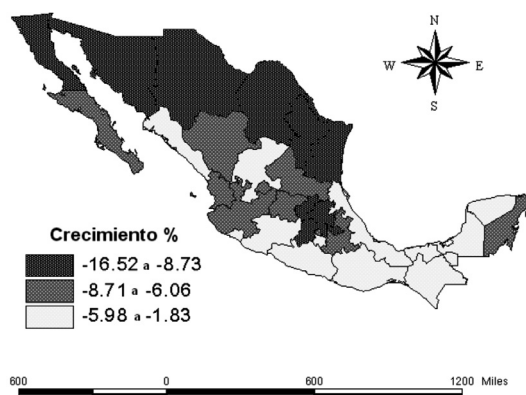 N
W E
S
Crecimiento %
-16.52 a -8.73
-8.71 a -6.06
-5.98 a -1.83
600 0 600 1200 Miles